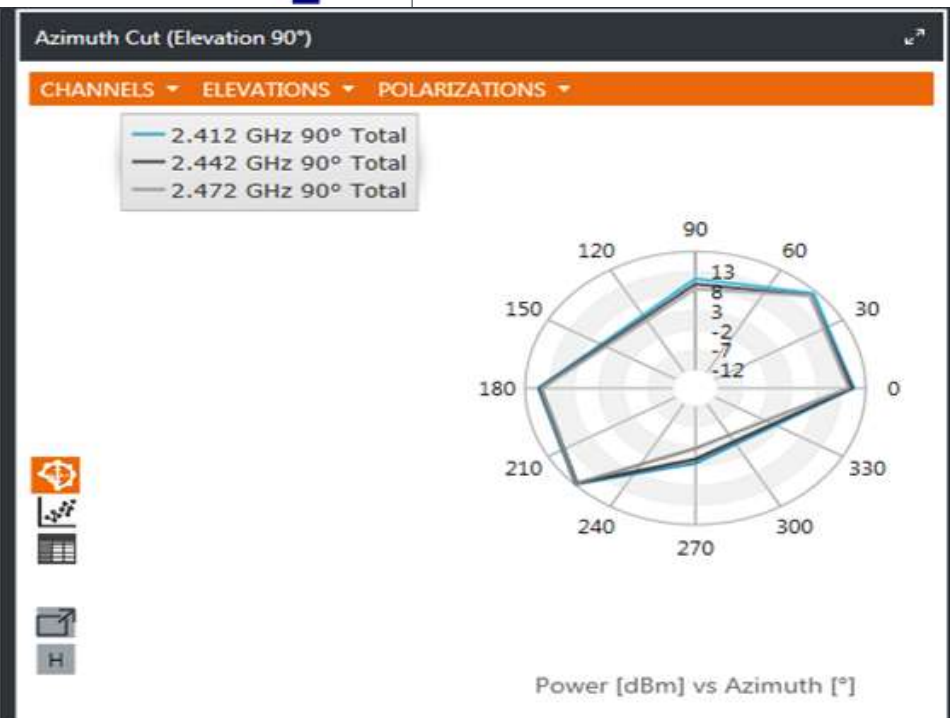 Azimuth Cut (Elevation 90°)
CHANNELS ELEVATIONS POLARIZATIONS
2.412 GHz 90° Total
2.442 GHz 90° Total
2.472 GHz 90° Total
90
120 60
13
8
150 30
3
-2
-7
-12
180 0
210 330
240 300
270
H
Power [dBm] vs Azimuth [°]